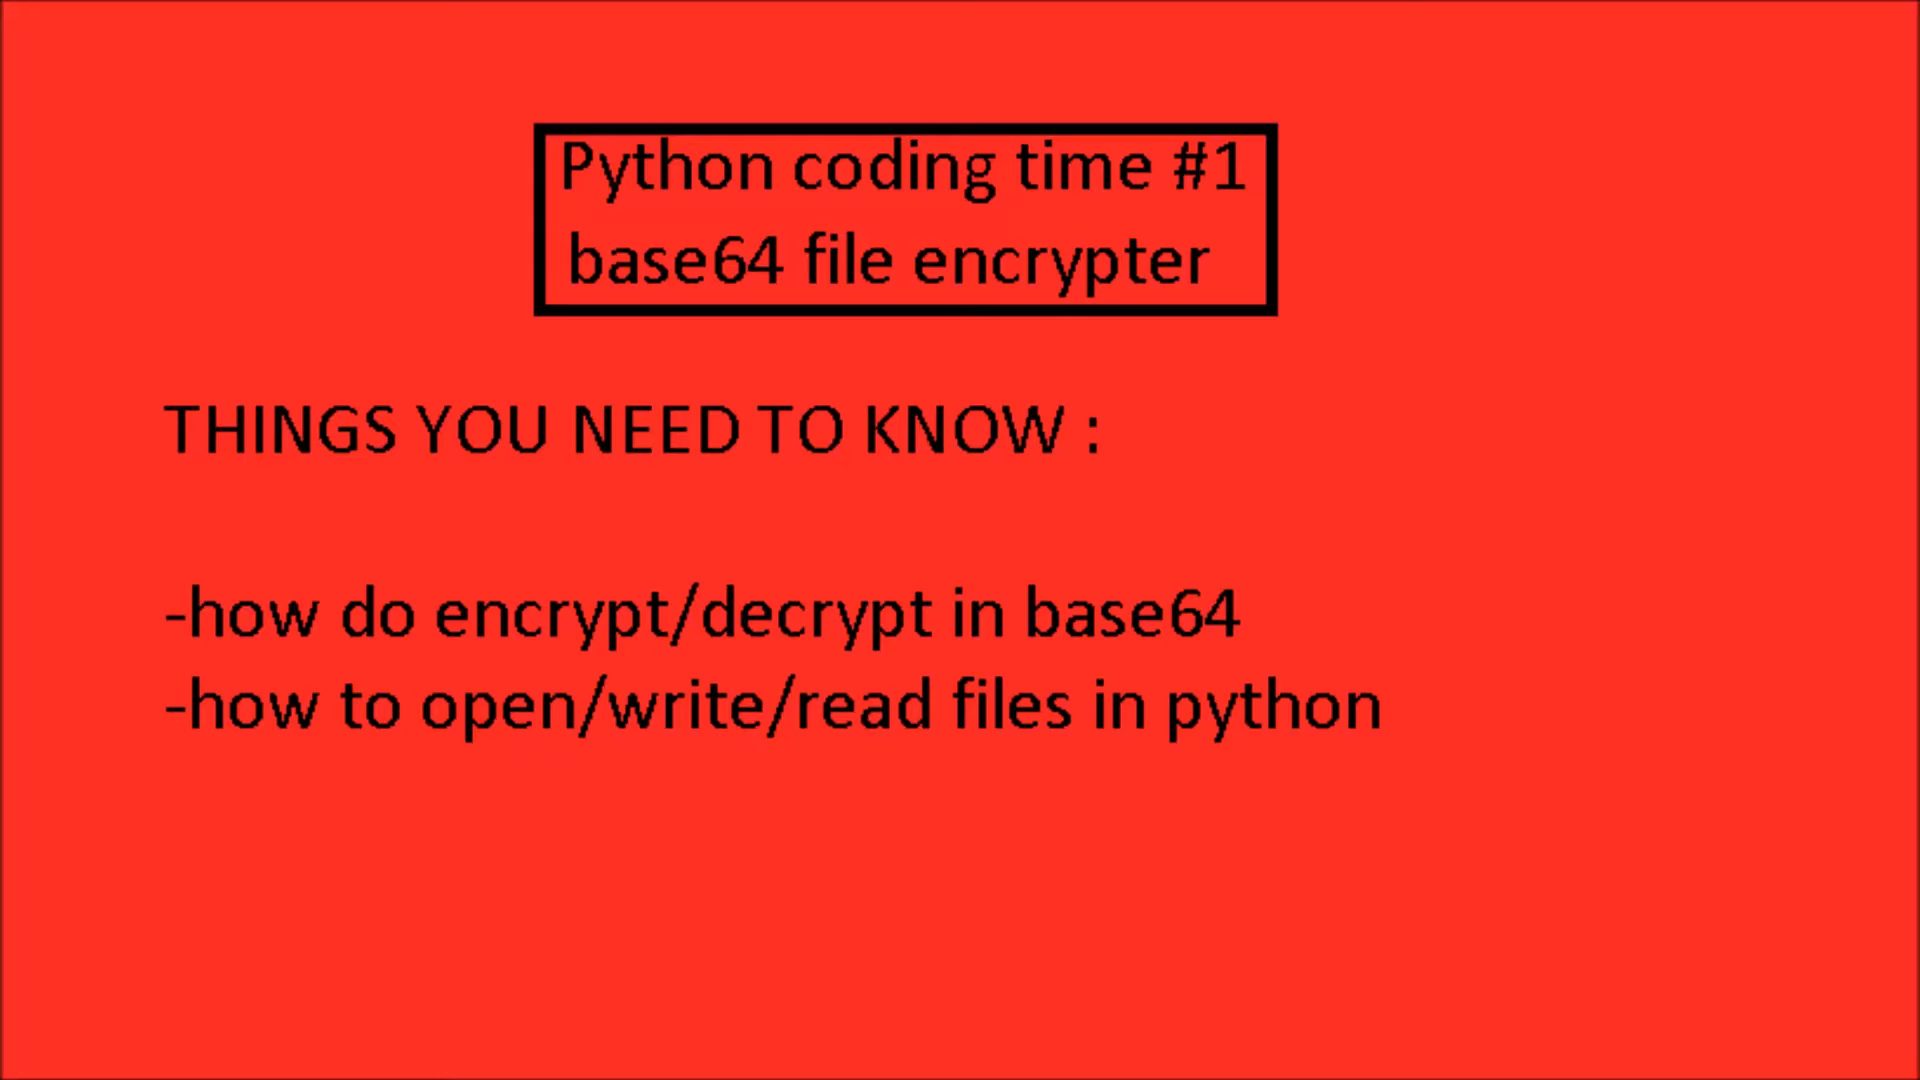 Python coding time #1
base64 file encrypter
THINGS YOU NEED TO KNOW :
-how do encrypt/decrypt in base64
-how to open/write/read files in python